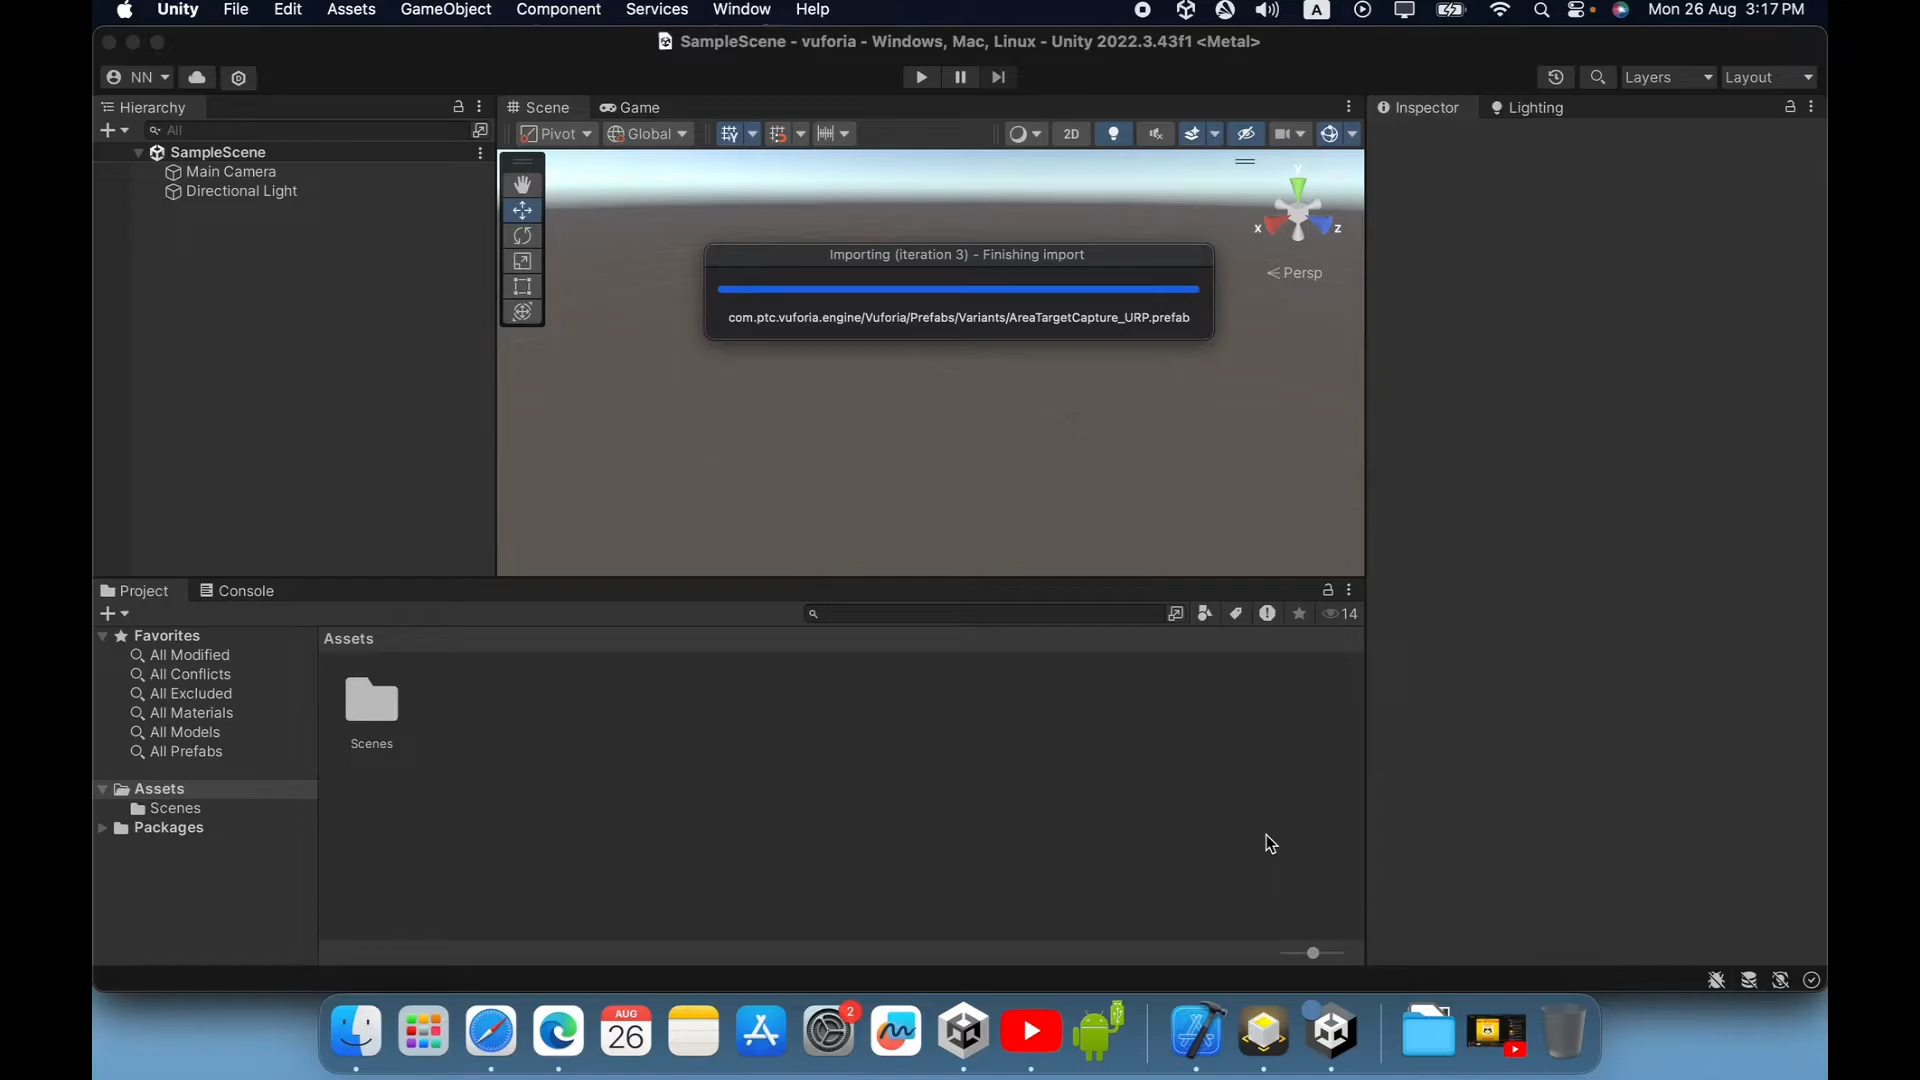 Unity File Edit Assets GameObject Component Services Window Help A Mon 26 Aug 3:17 PM
SampleScene - vuforia - Windows, Mac, Linux - Unity 2022.3.43f1 <Metal>
NN Layers Layout
Hierarchy Scene Game Inspector Lighting
All Pivot Global 2D
SampleScene
Main Camera
Directional Light
y
x z
Persp
Importing (iteration 3) - Finishing import
com.ptc.vuforia.engine/Vuforia/Prefabs/Variants/AreaTargetCapture_URP.prefab
Project Console
14
Favorites
All Modified
All Conflicts
All Excluded
All Materials
All Models
All Prefabs
Assets
Scenes
Packages
Assets
Scenes
AUG
26
2